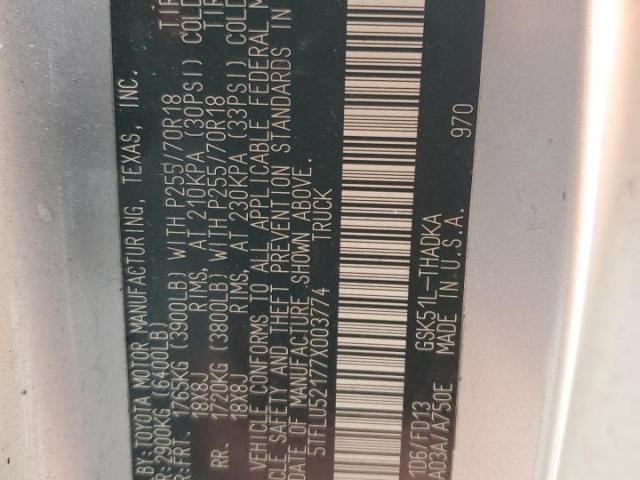 BY: TOYOTA MOTOR MANUFACTURING, TEXAS, INC.
R: 2900KG (6400LB)
R: FRT. 1765KG (3900LB) WITH P255/70R18 TIR
18X8J RIMS, AT 210KPA (30PSI) COLD
RR. 1720KG (3800LB) WITH P255/70R18 TIR
18X8J RIMS, AT 230KPA (33PSI) COLD
VEHICLE CONFORMS TO ALL APPLICABLE FEDERAL M
CLE SAFETY AND THEFT PREVENTION STANDARDS IN
OF MANUFACTURE SHOWN ABOVE.
5TFLU52177X003774 TRUCK
1D6/FD13 GSK51L-THADKA 970
A03A/A750E MADE IN U.S.A.